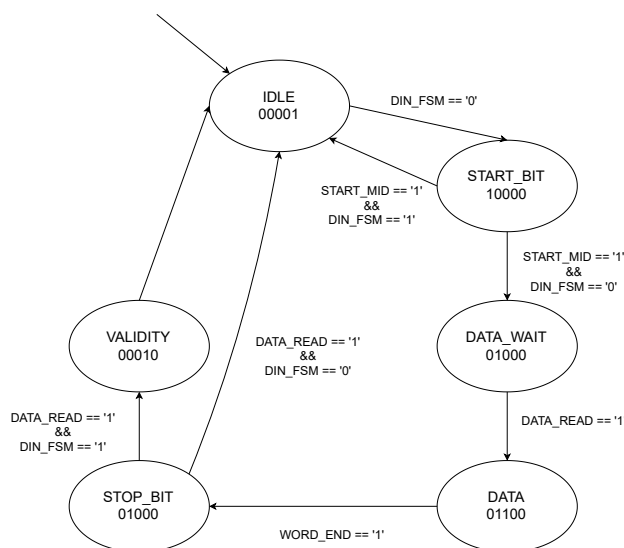 IDLE
00001
DIN_FSM == '0'
START_BIT
10000
START_MID == '1'
&&
DIN_FSM == '1'
START_MID == '1'
&&
DIN_FSM == '0'
VALIDITY
00010
DATA_READ == '1'
&&
DIN_FSM == '0'
DATA_WAIT
01000
DATA_READ == '1'
&&
DIN_FSM == '1'
DATA_READ == '1'
STOP_BIT
01000
WORD_END == '1'
DATA
01100